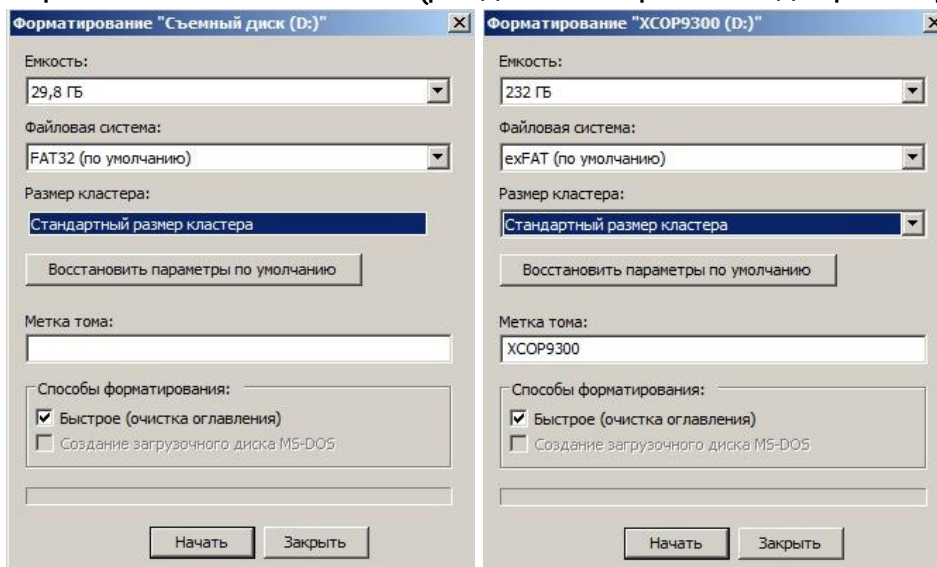 Форматирование "Съемный диск (D:)"
Емкость:
29,8 ГБ
Файловая система:
FAT32 (по умолчанию)
Размер кластера:
Стандартный размер кластера
Восстановить параметры по умолчанию
Метка тома:
Способы форматирования:
Быстрое (очистка оглавления)
Создание загрузочного диска MS-DOS
Начать
Закрыть
Форматирование "XCOP9300 (D:)"
Емкость:
232 ГБ
Файловая система:
exFAT (по умолчанию)
Размер кластера:
Стандартный размер кластера
Восстановить параметры по умолчанию
Метка тома:
XCOP9300
Способы форматирования:
Быстрое (очистка оглавления)
Создание загрузочного диска MS-DOS
Начать
Закрыть